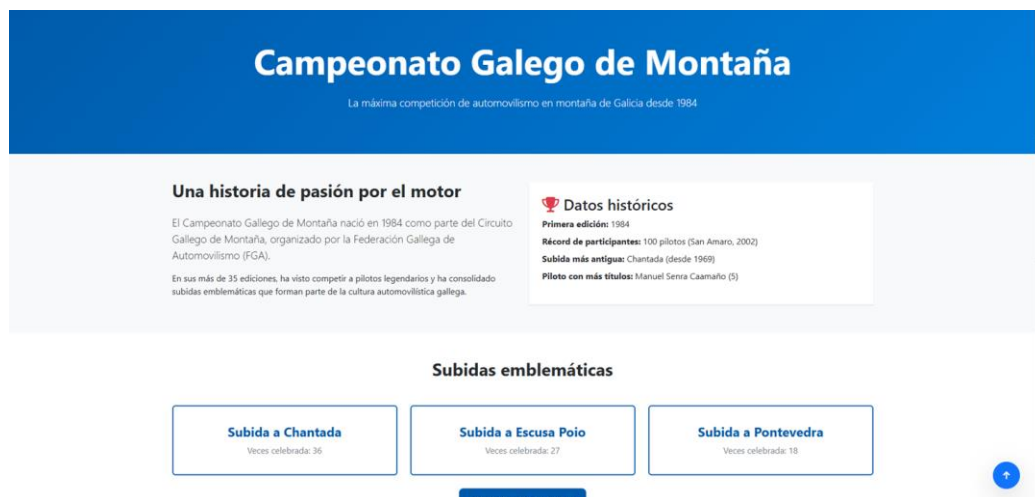 Campeonato Galego de Montaña
La máxima competición de automovilismo en montaña de Galicia desde 1984
Una historia de pasión por el motor
El Campeonato Gallego de Montaña nació en 1984 como parte del Circuito
Gallego de Montaña, organizado por la Federación Gallega de
Automovilismo (FGA).
En sus más de 35 ediciones, ha visto competir a pilotos legendarios y ha consolidado
subidas emblemáticas que forman parte de la cultura automovilística gallega.
Datos históricos
Primera edición: 1984
Récord de participantes: 100 pilotos (San Amaro, 2002)
Subida más antigua: Chantada (desde 1969)
Piloto con más títulos: Manuel Senra Caamaño (5)
Subidas emblemáticas
Subida a Chantada
Veces celebrada: 36
Subida a Escusa Poio
Veces celebrada: 27
Subida a Pontevedra
Veces celebrada: 18